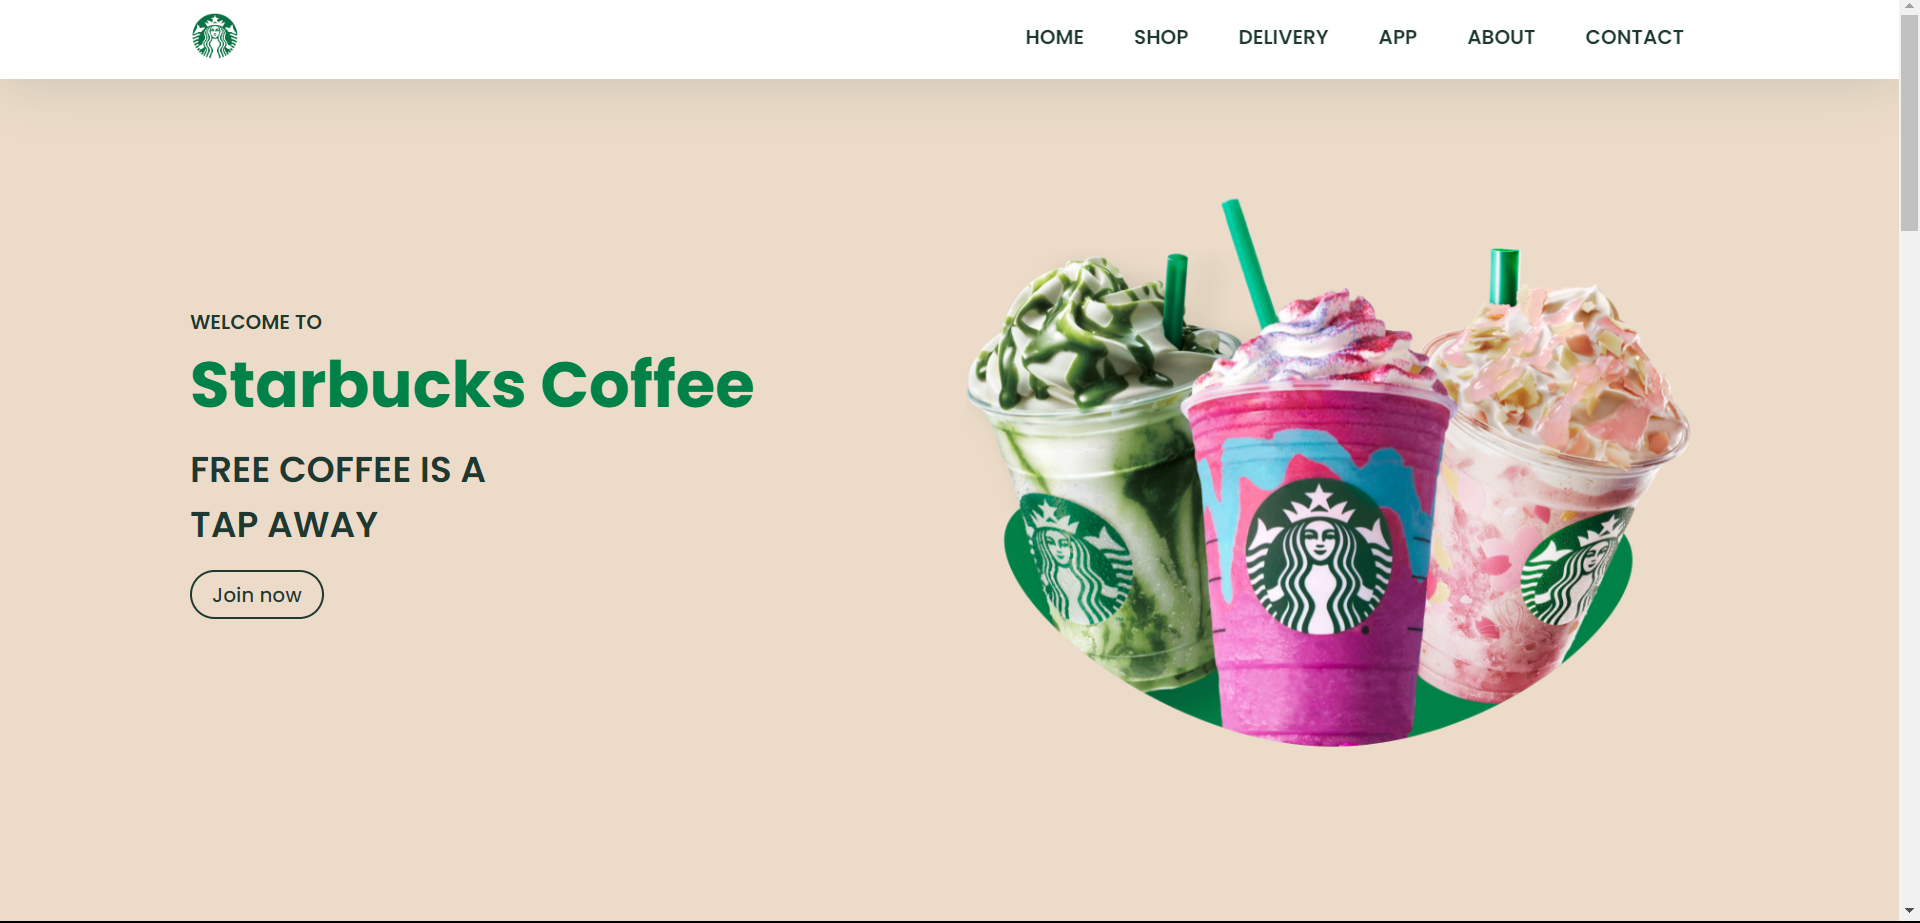 HOME SHOP DELIVERY APP ABOUT CONTACT
WELCOME TO
Starbucks Coffee
FREE COFFEE IS A
TAP AWAY
Join now